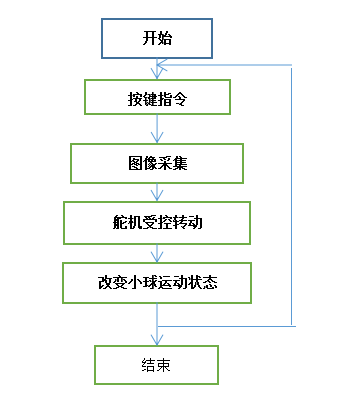 开始
按键指令
图像采集
舵机受控转动
改变小球运动状态
结束